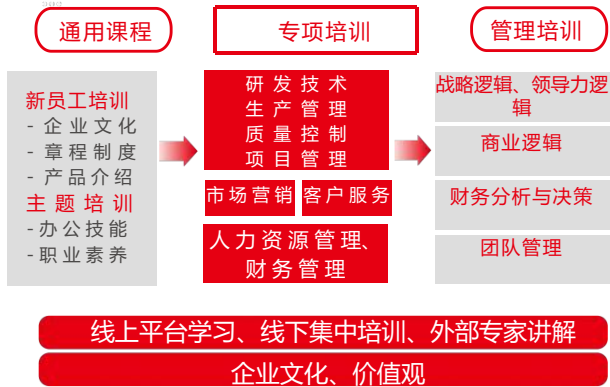 通用课程
专项培训
管理培训
新员工培训
- 企业文化
- 章程制度
- 产品介绍
主题培训
- 办公技能
- 职业素养
研发技术
生产管理
质量控制
项目管理
市场营销
客户服务
人力资源管理、
财务管理
战略逻辑、领导力逻
辑
商业逻辑
财务分析与决策
团队管理
线上平台学习、线下集中培训、外部专家讲解
企业文化、价值观